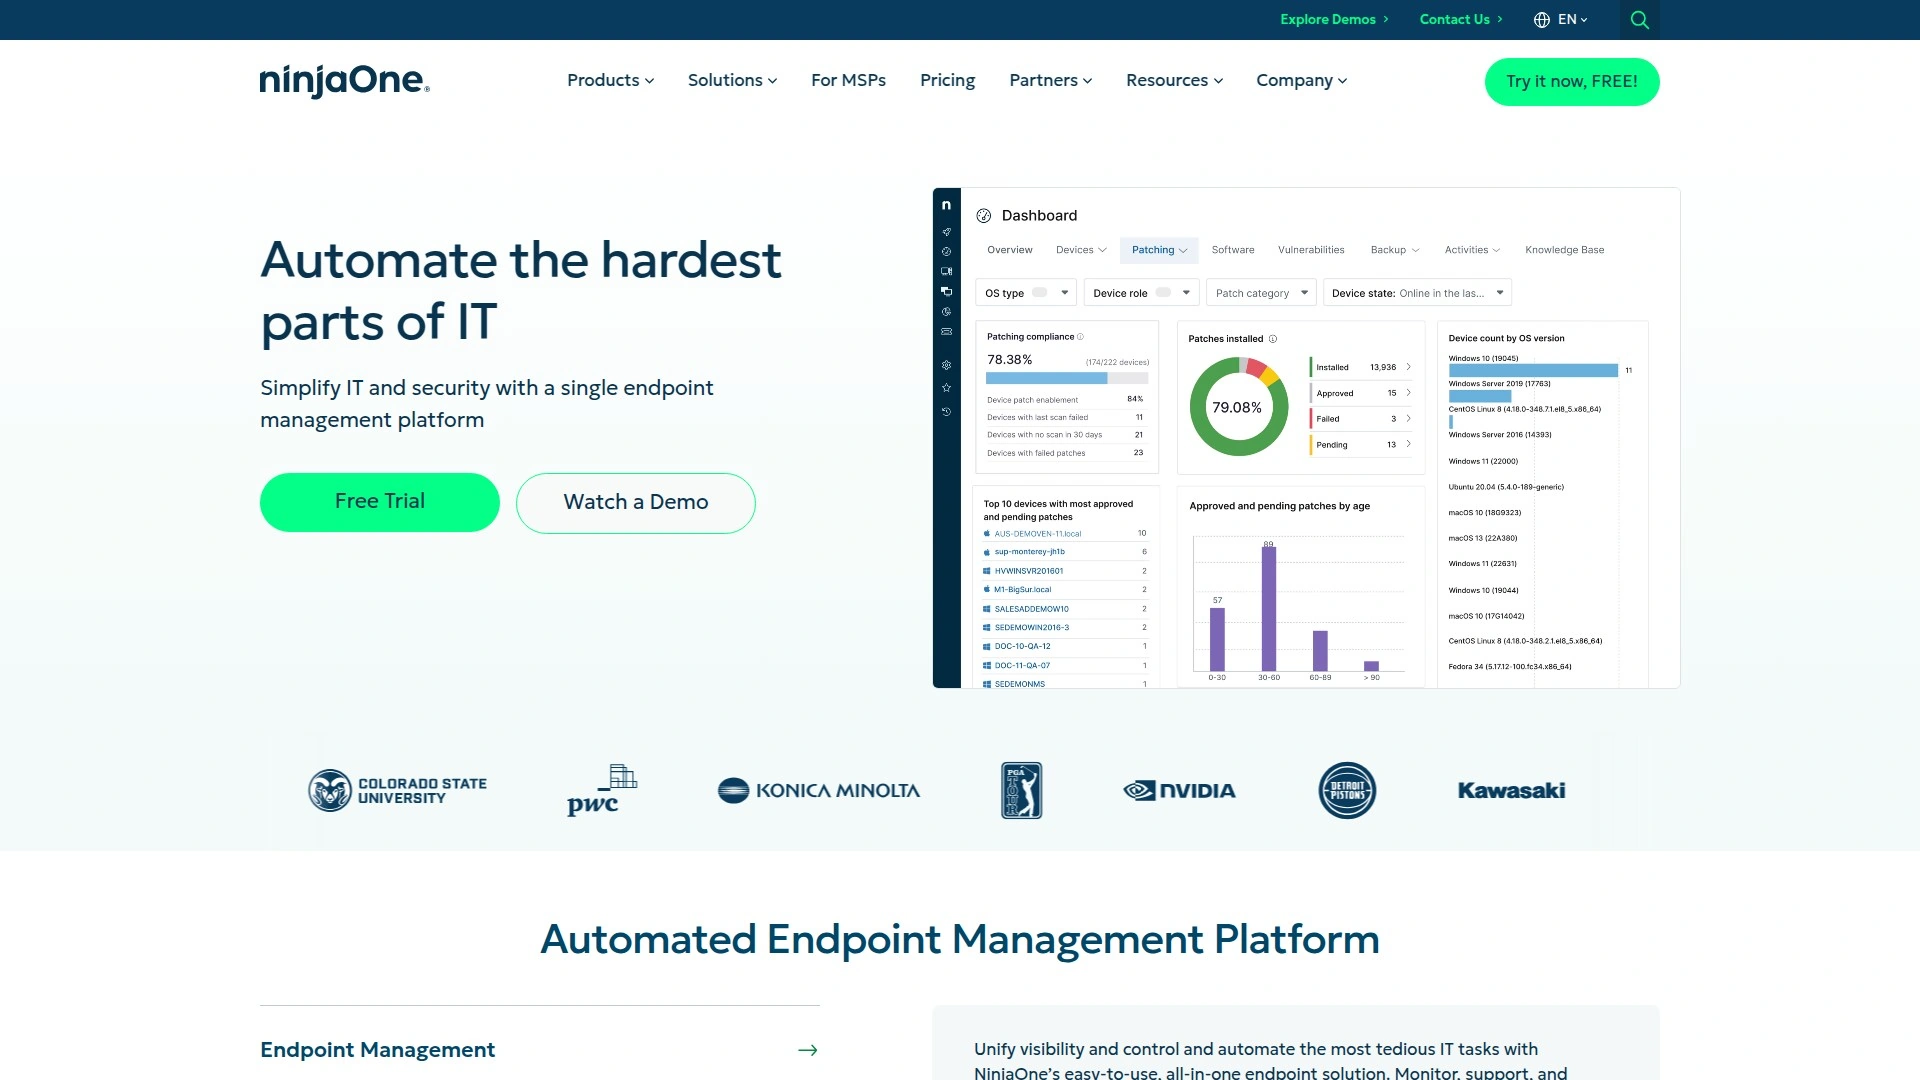 Explore Demos
Contact Us
EN
ninjaOne®
Products
Solutions
For MSPs
Pricing
Partners
Resources
Company
Try it now, FREE!
Automate the hardest
parts of IT
Simplify IT and security with a single endpoint
management platform
Free Trial
Watch a Demo
n
Dashboard
Overview
Devices
Patching
Software
Vulnerabilities
Backup
Activities
Knowledge Base
OS type
Device role
Patch category
Device state: Online in the las...
Patching compliance
78.38% (174/222 devices)
Device patch enablement 84%
Devices with last scan failed 11
Devices with no scan in 30 days 21
Devices with failed patches 23
Patches installed
79.08%
Installed 13,936
Approved 15
Failed 3
Pending 13
Device count by OS version
Windows 10 (19045)
11
Windows Server 2019 (17763)
CentOS Linux 8 (4.18.0-348.7.1.el8_5.x86_64)
Windows Server 2016 (14393)
Windows 11 (22000)
Ubuntu 20.04 (5.4.0-189-generic)
macOS 10 (18G9323)
macOS 13 (22A380)
Windows 11 (22631)
Windows 10 (19044)
macOS 10 (17G14042)
CentOS Linux 8 (4.18.0-348.2.1.el8_5.x86_64)
Fedora 34 (5.17.12-100.fc34.x86_64)
Top 10 devices with most approved
and pending patches
AUS-DEMOVEN-11.local 10
sup-monterey-jh1b 6
HVWINSVR201601 2
M1-BigSur.local 2
SALESADDEMOW10 2
SEDEMOWIN2016-3 2
DOC-10-QA-12 1
DOC-11-QA-07 1
SEDEMONMS 1
Approved and pending patches by age
57
89
0-30
30-60
60-89
> 90
COLORADO STATE
UNIVERSITY
pwc
KONICA MINOLTA
PGA
TOUR
NVIDIA
DETROIT
PISTONS
Kawasaki
Automated Endpoint Management Platform
Endpoint Management
Unify visibility and control and automate the most tedious IT tasks with
NinjaOne's easy-to-use, all-in-one endpoint solution. Monitor, support, and